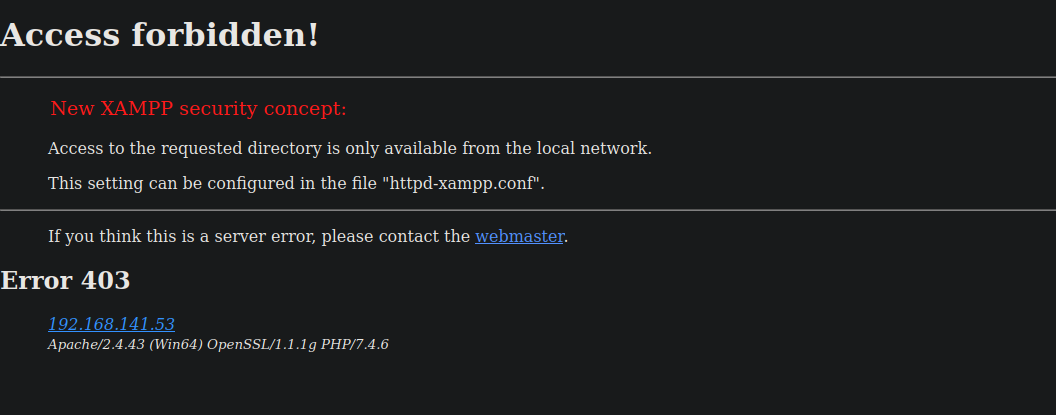 Access forbidden!
New XAMPP security concept:
Access to the requested directory is only available from the local network.
This setting can be configured in the file "httpd-xampp.conf".
If you think this is a server error, please contact the webmaster.
Error 403
192.168.141.53
Apache/2.4.43 (Win64) OpenSSL/1.1.1g PHP/7.4.6